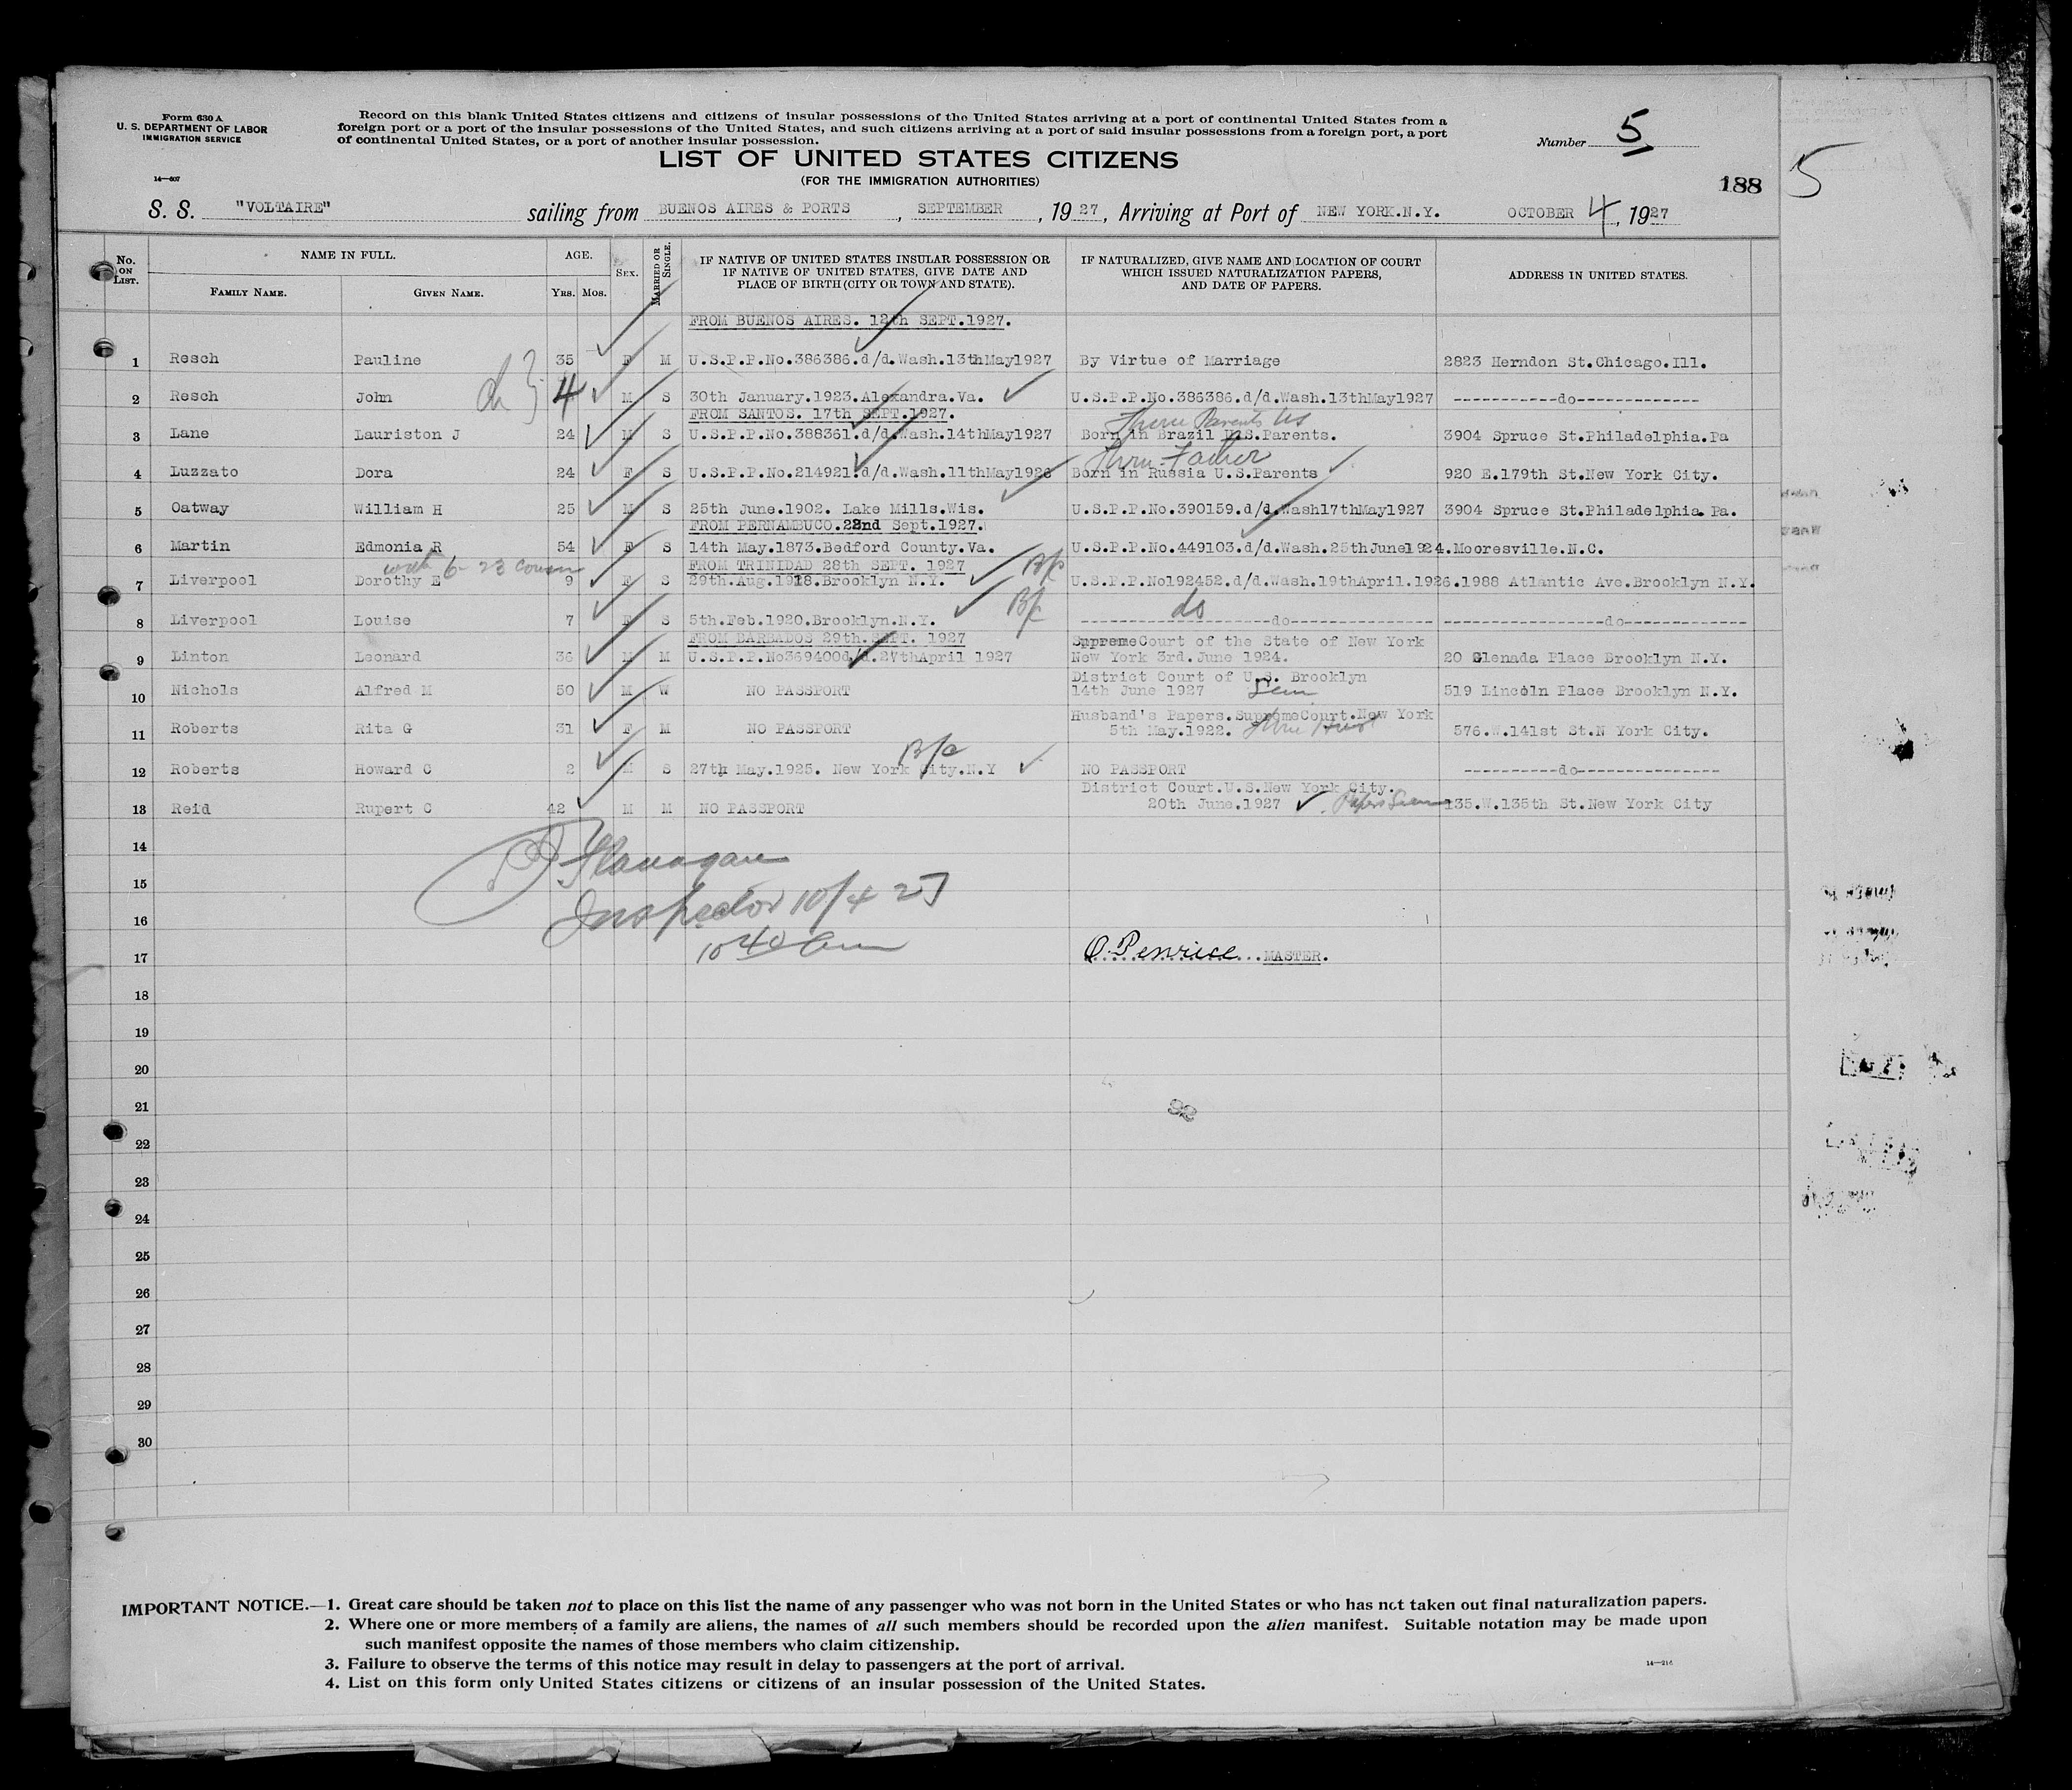 Form 630 A
U. S. DEPARTMENT OF LABOR
IMMIGRATION SERVICE
14—607
Record on this blank United States citizens and citizens of insular possessions of the United States arriving at a port of continental United States from a
foreign port or a port of the insular possessions of the United States, and such citizens arriving at a port of said insular possessions from a foreign port, a port
of continental United States, or a port of another insular possession.
LIST OF UNITED STATES CITIZENS
(FOR THE IMMIGRATION AUTHORITIES)
Number 5
188
5
S. S. "VOLTAIRE" sailing from BUENOS AIRES & PORTS, SEPTEMBER, 1927, Arriving at Port of NEW YORK.N.Y. OCTOBER 4, 1927
No. ON LIST. NAME IN FULL. AGE. SEX. MARRIED OR SINGLE. IF NATIVE OF UNITED STATES INSULAR POSSESSION OR IF NATIVE OF UNITED STATES, GIVE DATE AND PLACE OF BIRTH (CITY OR TOWN AND STATE). IF NATURALIZED, GIVE NAME AND LOCATION OF COURT WHICH ISSUED NATURALIZATION PAPERS, AND DATE OF PAPERS. ADDRESS IN UNITED STATES.
FAMILY NAME. GIVEN NAME. YRS. MOS.
FROM BUENOS AIRES. 12th SEPT.1927.
1 Resch Pauline 35 F M U.S.P.P.No.386386.d/d.Wash.13thMay1927 By Virtue of Marriage 2823 Herndon St.Chicago.Ill.
2 Resch John ch } 4 M S 30th January.1923.Alexandra.Va. U.S.P.P.No.386386.d/d.Wash.13thMay1927 -----------do-------------
FROM SANTOS. 17th SEPT.1927. Thru Parents US
3 Lane Lauriston J 24 M S U.S.P.P.No.388361.d/d.Wash.14thMay1927 Born in Brazil U.S.Parents. 3904 Spruce St.Philadelphia.Pa
Thru Father
4 Luzzato Dora 24 F S U.S.P.P.No.214921.d/d.Wash.11thMay1926 Born in Russia U.S.Parents 920 E.179th St.New York City.
5 Oatway William H 25 M S 25th June.1902. Lake Mills.Wis. U.S.P.P.No.390159.d/d.Wash17thMay1927 3904 Spruce St.Philadelphia.Pa.
FROM PERNAMBUCO.22nd Sept.1927.
6 Martin Edmonia R 54 F S 14th May.1873.Bedford County.Va. U.S.P.P.No.449103.d/d.Wash.25thJune1924.Mooresville.N.C.
with 6- 23 cousin FROM TRINIDAD 28th SEPT. 1927 B/c
7 Liverpool Dorothy E 9 F S 29th.Aug.1918.Brooklyn N.Y. U.S.P.P.No192452.d/d.Wash.19thApril.1926.1988 Atlantic Ave.Brooklyn N.Y.
B/c do
8 Liverpool Louise 7 F S 5th.Feb.1920.Brooklyn.N.Y. --------------------do--------------- -----------------do-------------
FROM BARBADOS 29th.SEPT. 1927 SupremeCourt of the State of New York
9 Linton Leonard 36 M M U.S.P.P.No369400d/d.27thApril 1927 New York 3rd.June 1924. 20 Glenada Place Brooklyn N.Y.
District Court of U.S. Brooklyn
10 Nichols Alfred M 50 M W NO PASSPORT 14th June 1927 Seen 519 Lincoln Place Brooklyn N.Y.
Husband's Papers.SupremeCourt.New York
11 Roberts Rita G 31 F M NO PASSPORT 5th May.1922. Thru Hus 576.W.141st St.N York City.
B/c
12 Roberts Howard C 2 M S 27th May.1925. New York City.N.Y NO PASSPORT ----------do---------------
District Court.U.S.New York City.
13 Reid Rupert C 42 M M NO PASSPORT 20th June.1927 Papers Seen 135.W.135th St.New York City
14
Flanagan
15
Inspector 10/4 27
16
10 40 am
17 O. Penrice MASTER.
18
19
20
21
22
23
24
25
26
27
28
29
30
IMPORTANT NOTICE.—1. Great care should be taken not to place on this list the name of any passenger who was not born in the United States or who has not taken out final naturalization papers.
2. Where one or more members of a family are aliens, the names of all such members should be recorded upon the alien manifest. Suitable notation may be made upon
such manifest opposite the names of those members who claim citizenship.
3. Failure to observe the terms of this notice may result in delay to passengers at the port of arrival.
4. List on this form only United States citizens or citizens of an insular possession of the United States.